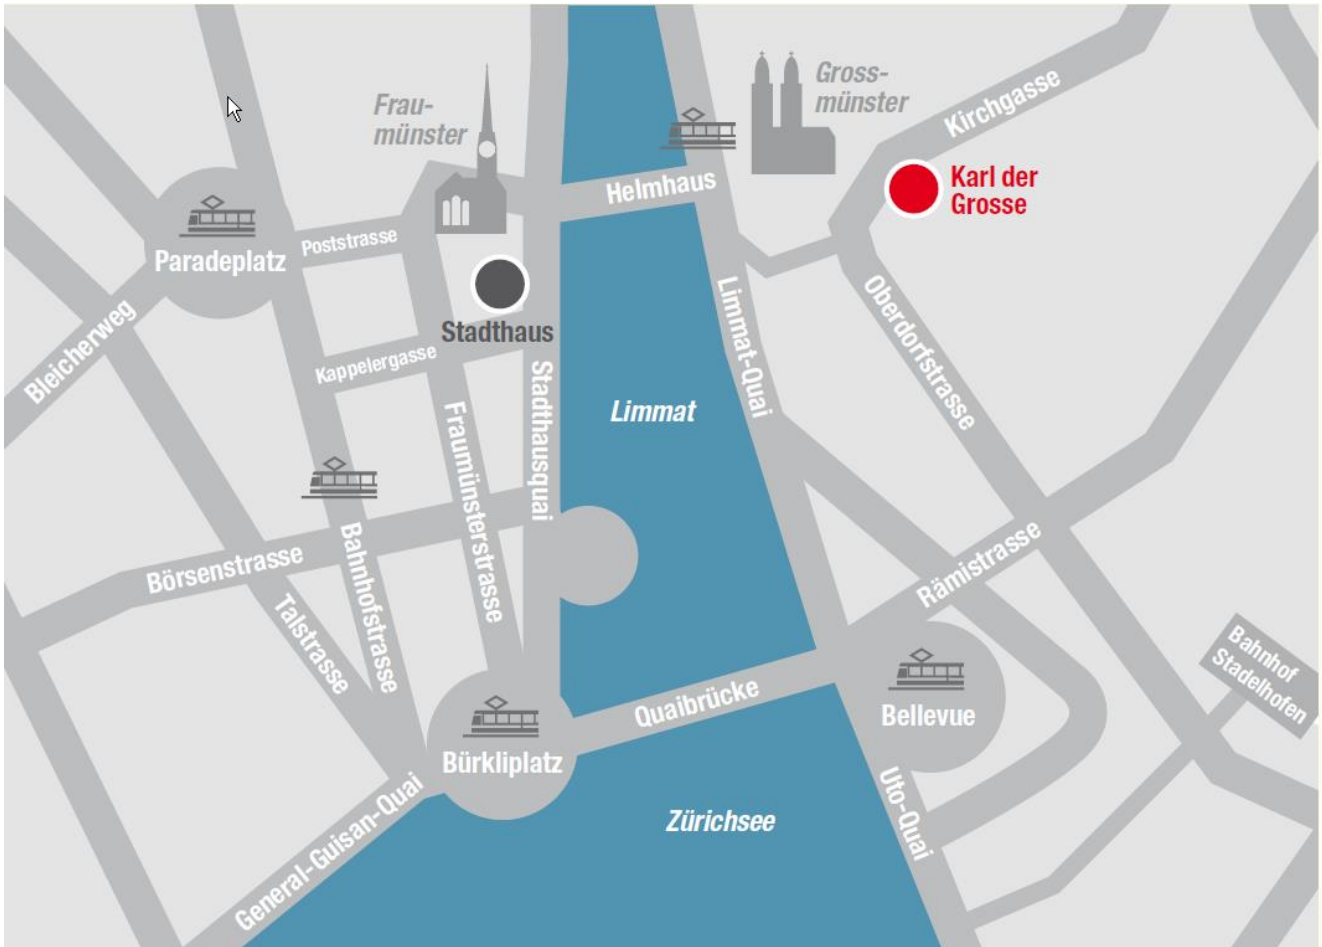 Frau-
münster
Gross-
münster
Kirchgasse
Karl der
Grosse
Helmhaus
Paradeplatz
Poststrasse
Stadthaus
Kappelergasse
Bleicherweg
Limmat-Quai
Oberdorfstrasse
Limmat
Stadthausquai
Fraumünsterstrasse
Bahnhofstrasse
Börsenstrasse
Talstrasse
Rämistrasse
Bahnhof
Stadelhofen
Quaibrücke
Bellevue
Bürkliplatz
Uto-Quai
Zürichsee
General-Guisan-Quai